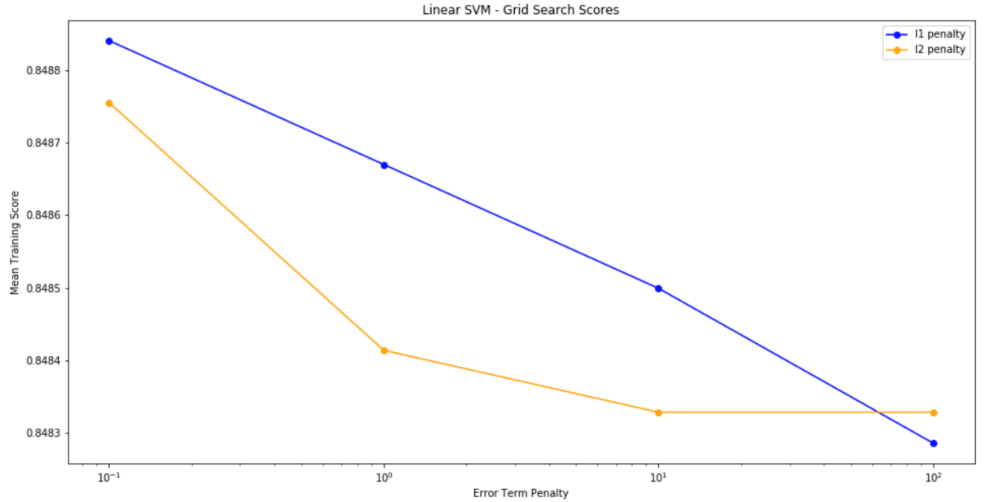 Linear SVM - Grid Search Scores
l1 penalty
l2 penalty
Mean Training Score
0.8488
0.8487
0.8486
0.8485
0.8484
0.8483
10⁻¹
10⁰
10¹
10²
Error Term Penalty